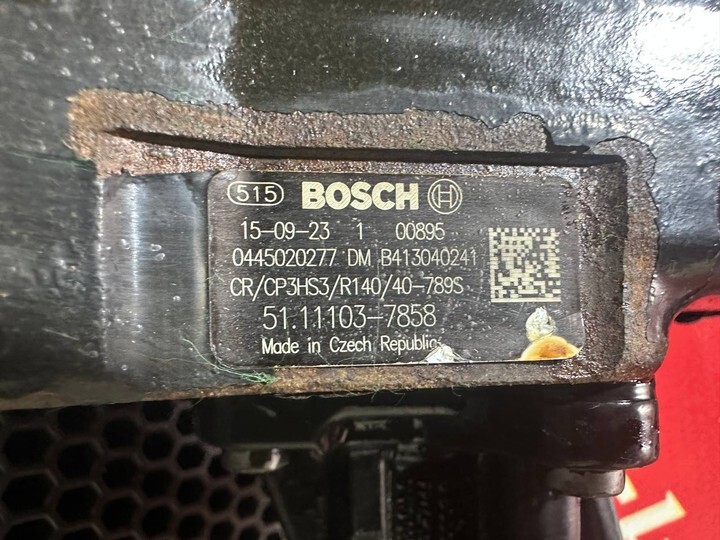 515 BOSCH
15-09-23 1 00895
0445020277 DM B413040241
CR/CP3HS3/R140/40-789S
51.11103-7858
Made in Czech Republic